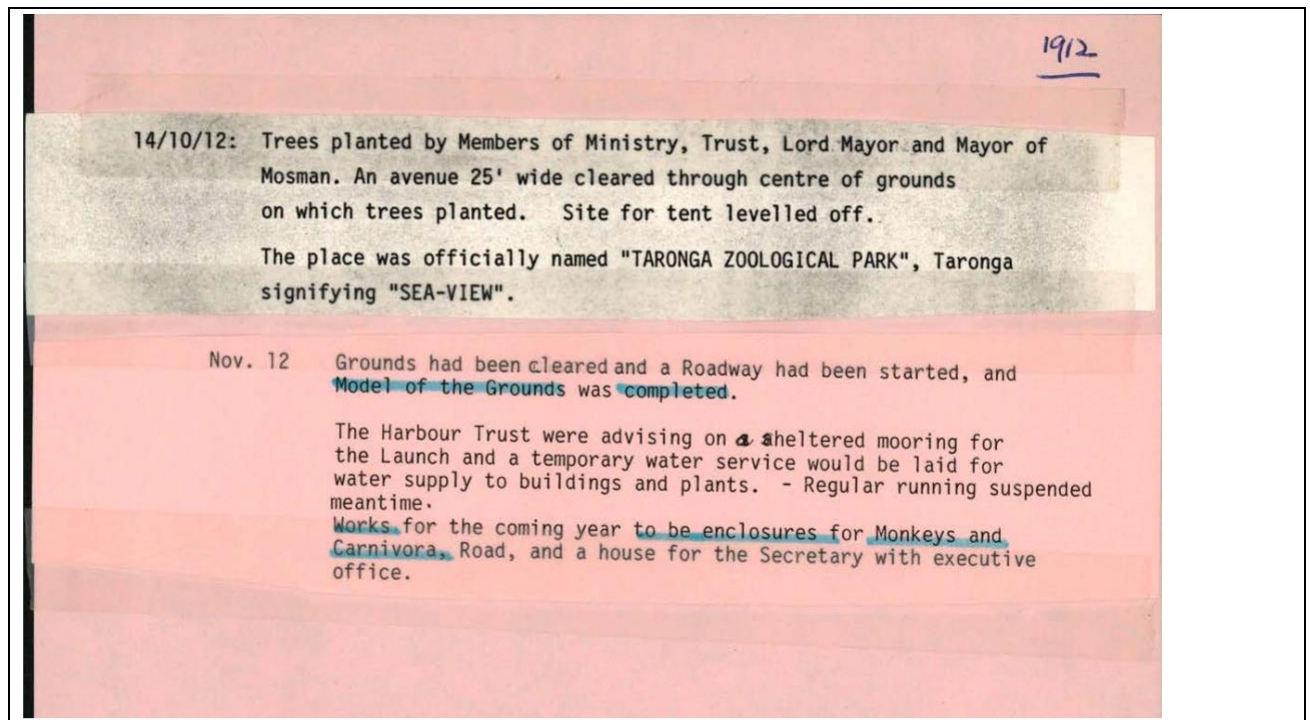 1912
14/10/12: Trees planted by Members of Ministry, Trust, Lord Mayor and Mayor of
Mosman. An avenue 25' wide cleared through centre of grounds
on which trees planted. Site for tent levelled off.
The place was officially named "TARONGA ZOOLOGICAL PARK", Taronga
signifying "SEA-VIEW".
Nov. 12 Grounds had been cleared and a Roadway had been started, and
Model of the Grounds was completed.
The Harbour Trust were advising on a sheltered mooring for
the Launch and a temporary water service would be laid for
water supply to buildings and plants. - Regular running suspended
meantime.
Works for the coming year to be enclosures for Monkeys and
Carnivora, Road, and a house for the Secretary with executive
office.